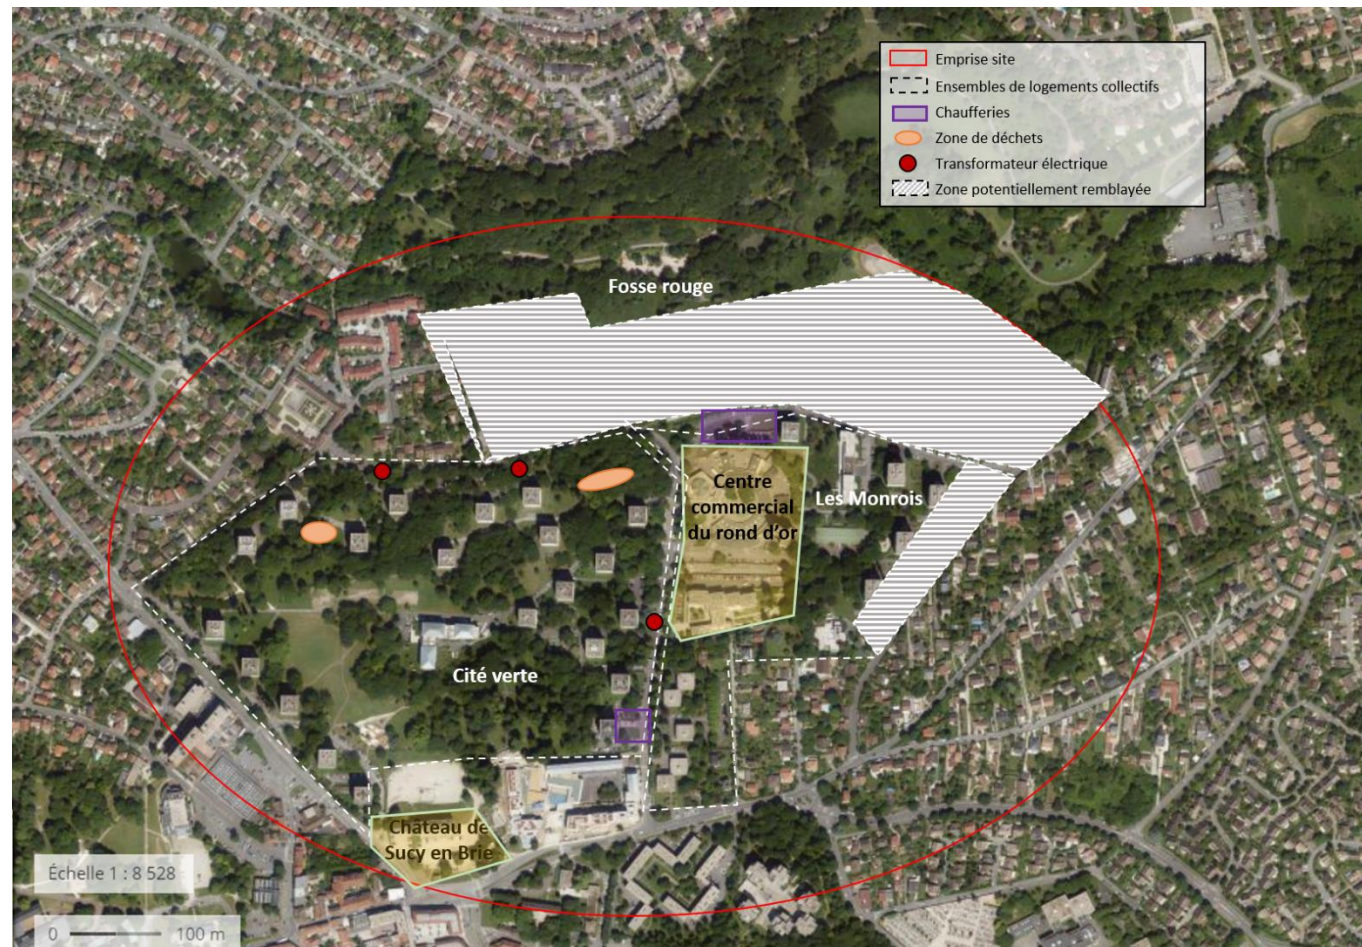 Emprise site
Ensembles de logements collectifs
Chaufferies
Zone de déchets
Transformateur électrique
Zone potentiellement remblayée
Fosse rouge
Centre
commercial
du rond d'or
Les Monrois
Cité verte
Château de
Sucy en Brie
Échelle 1 : 8 528
0 100 m